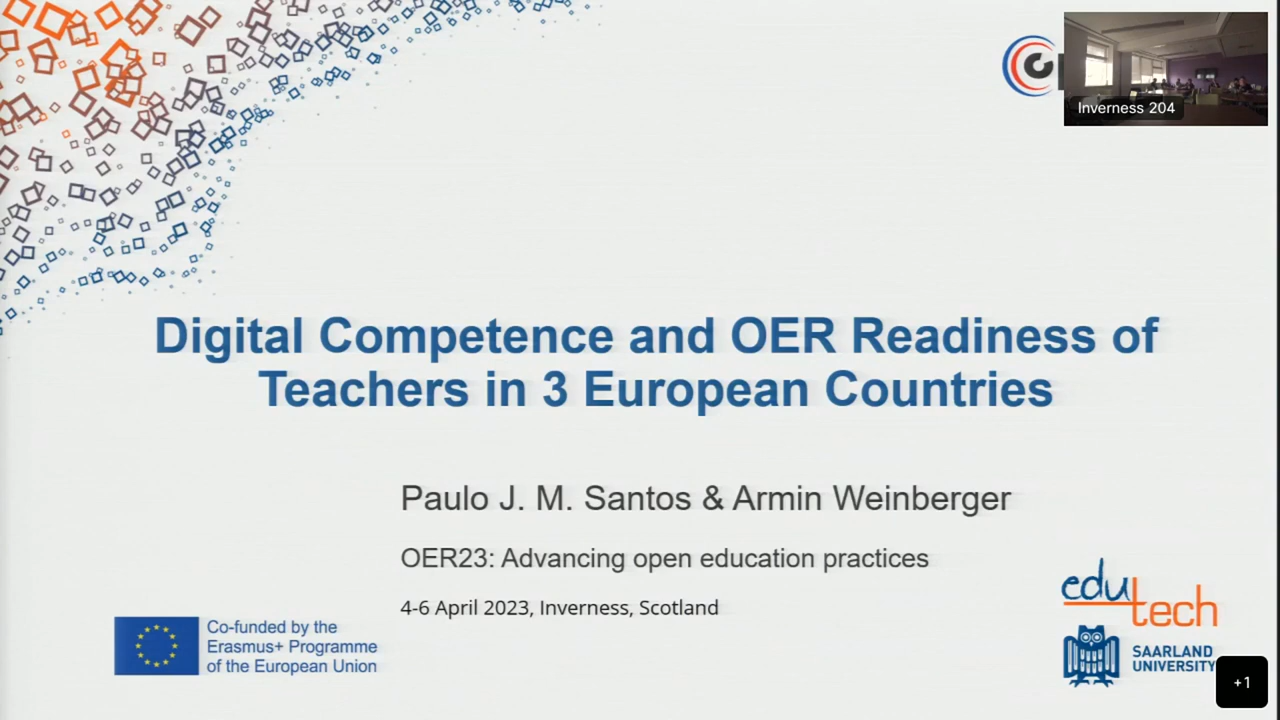 Inverness 204
Digital Competence and OER Readiness of
Teachers in 3 European Countries
Paulo J. M. Santos & Armin Weinberger
OER23: Advancing open education practices
4-6 April 2023, Inverness, Scotland
Co-funded by the
Erasmus+ Programme
of the European Union
edu
tech
SAARLAND
UNIVERSITY
+1